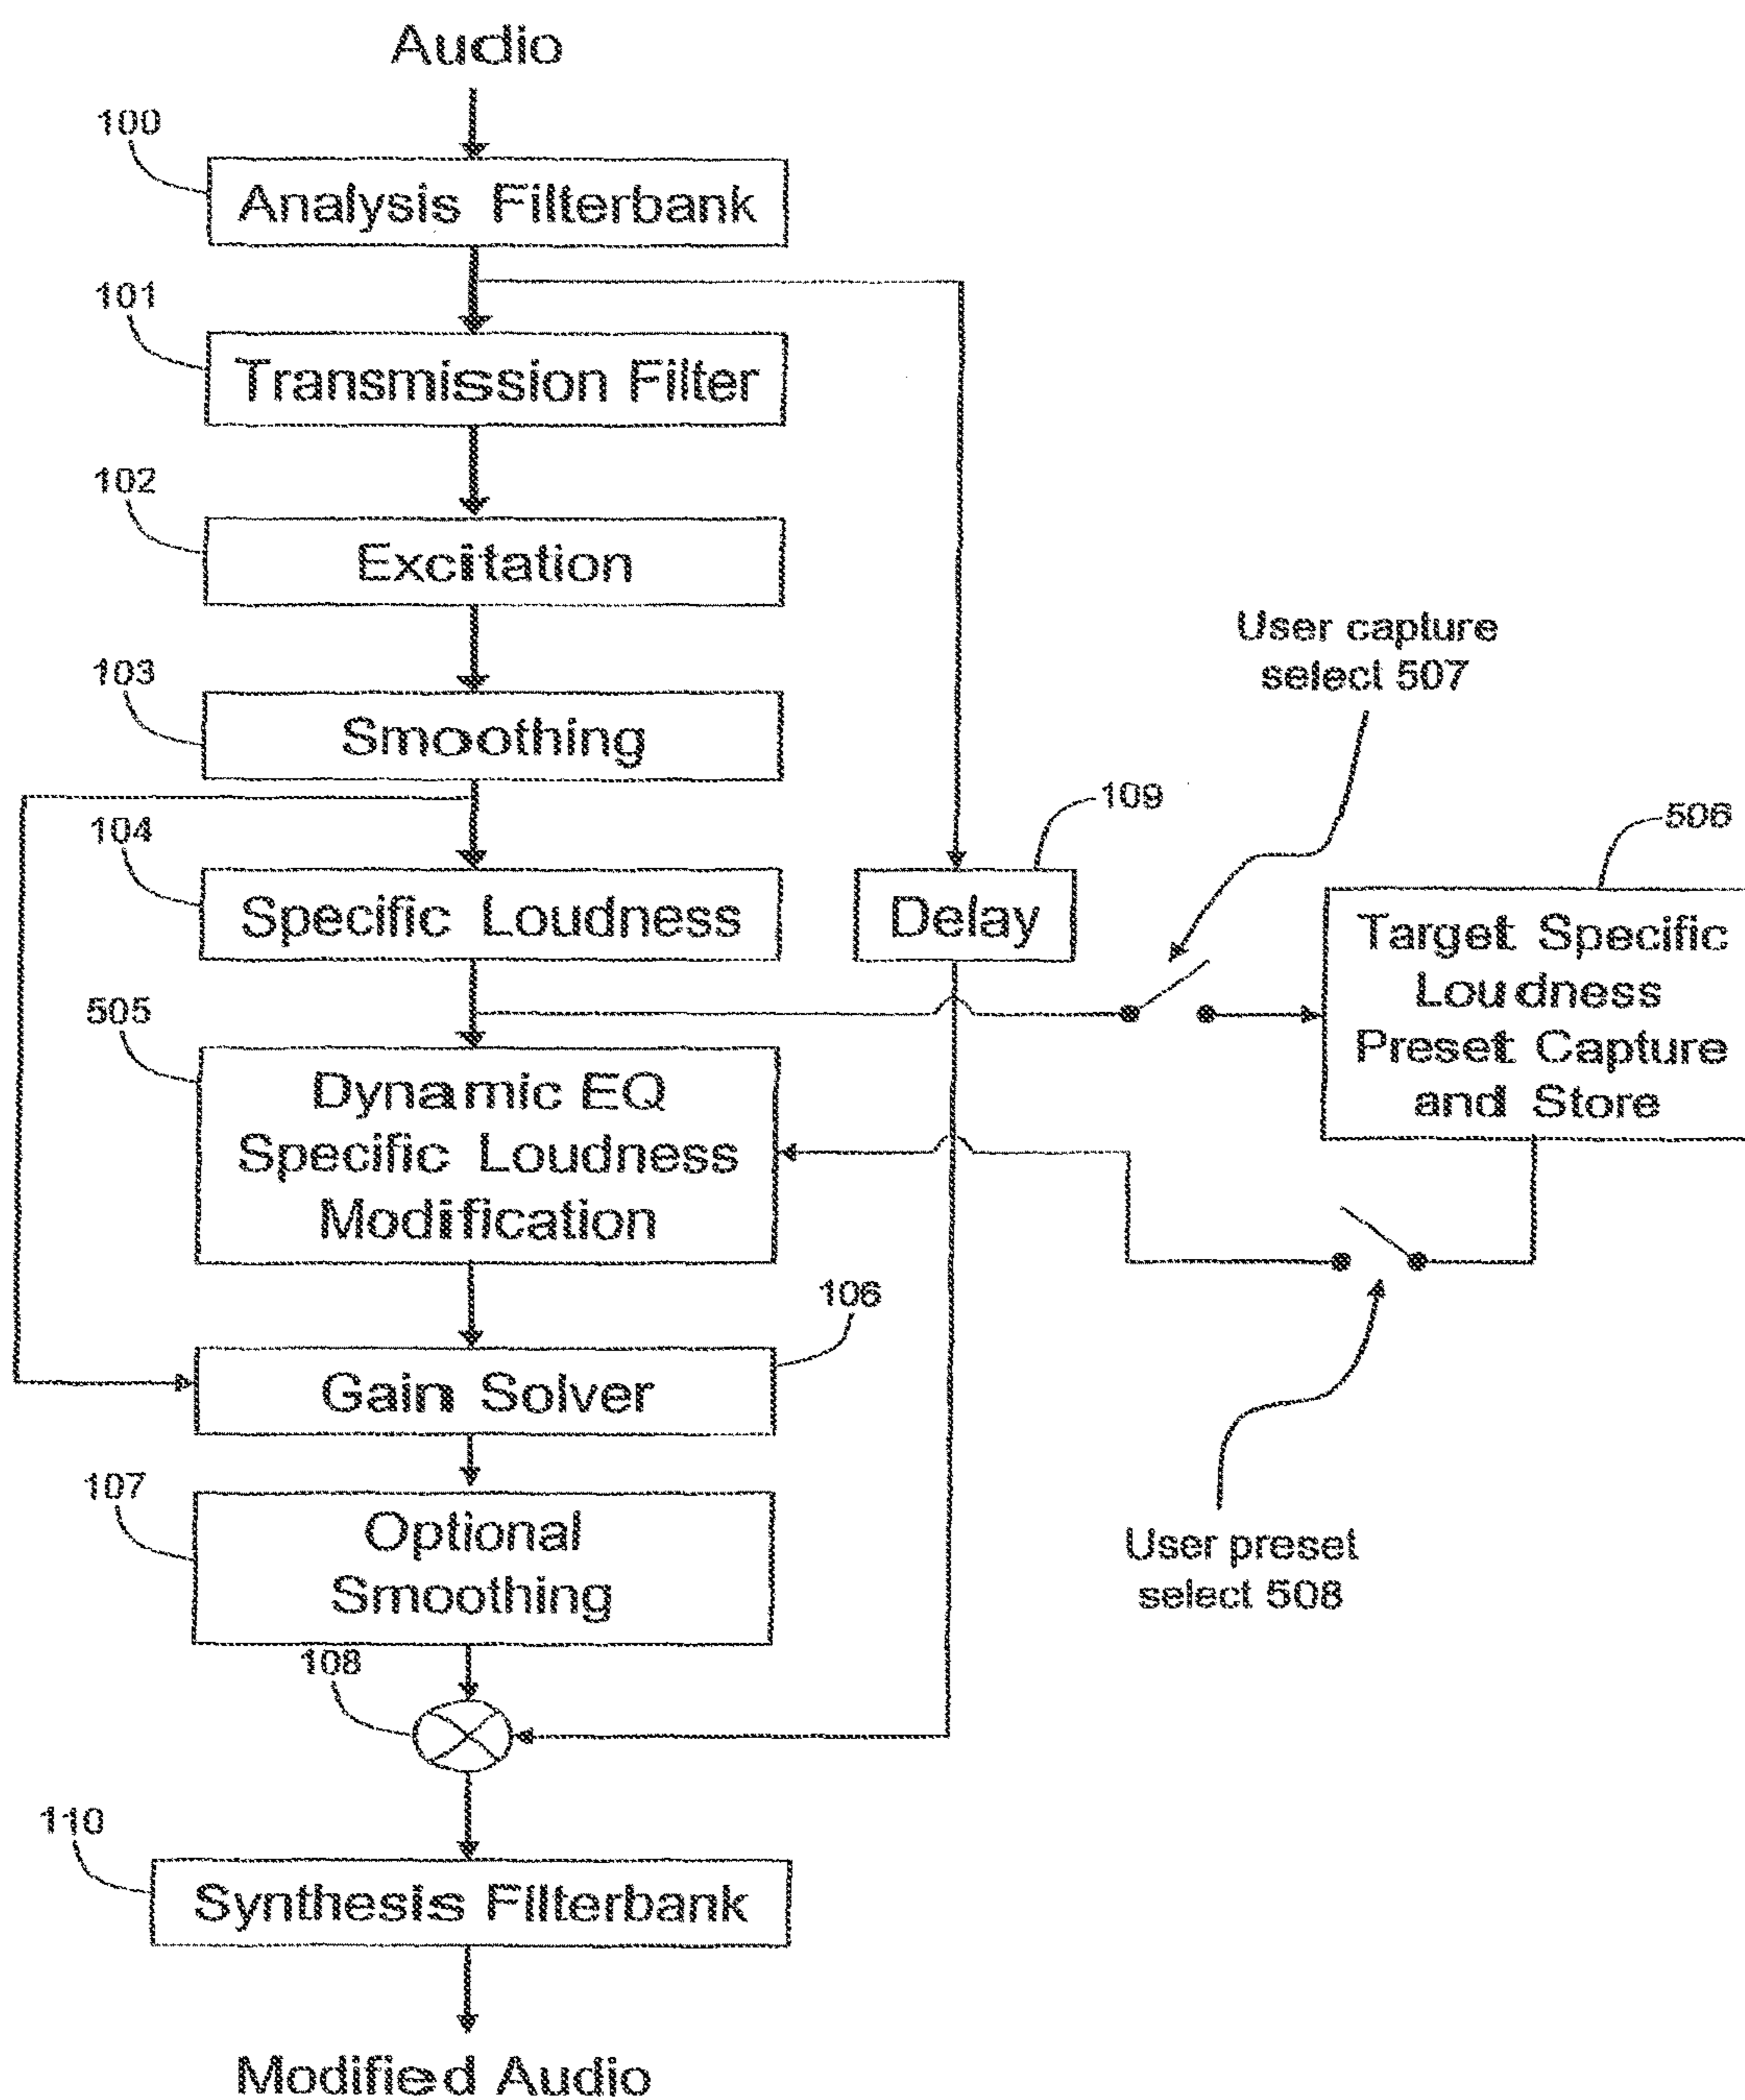 Audio
100
Analysis Filterbank
101
Transmission Filter
102
Excitation
User capture
select 507
103
Smoothing
109
506
104
Specific Loudness
Delay
Target Specific
Loudness
Preset Capture
and Store
505
Dynamic EQ
Specific Loudness
Modification
106
Gain Solver
107
Optional
Smoothing
User preset
select 508
108
110
Synthesis Filterbank
Modified Audio